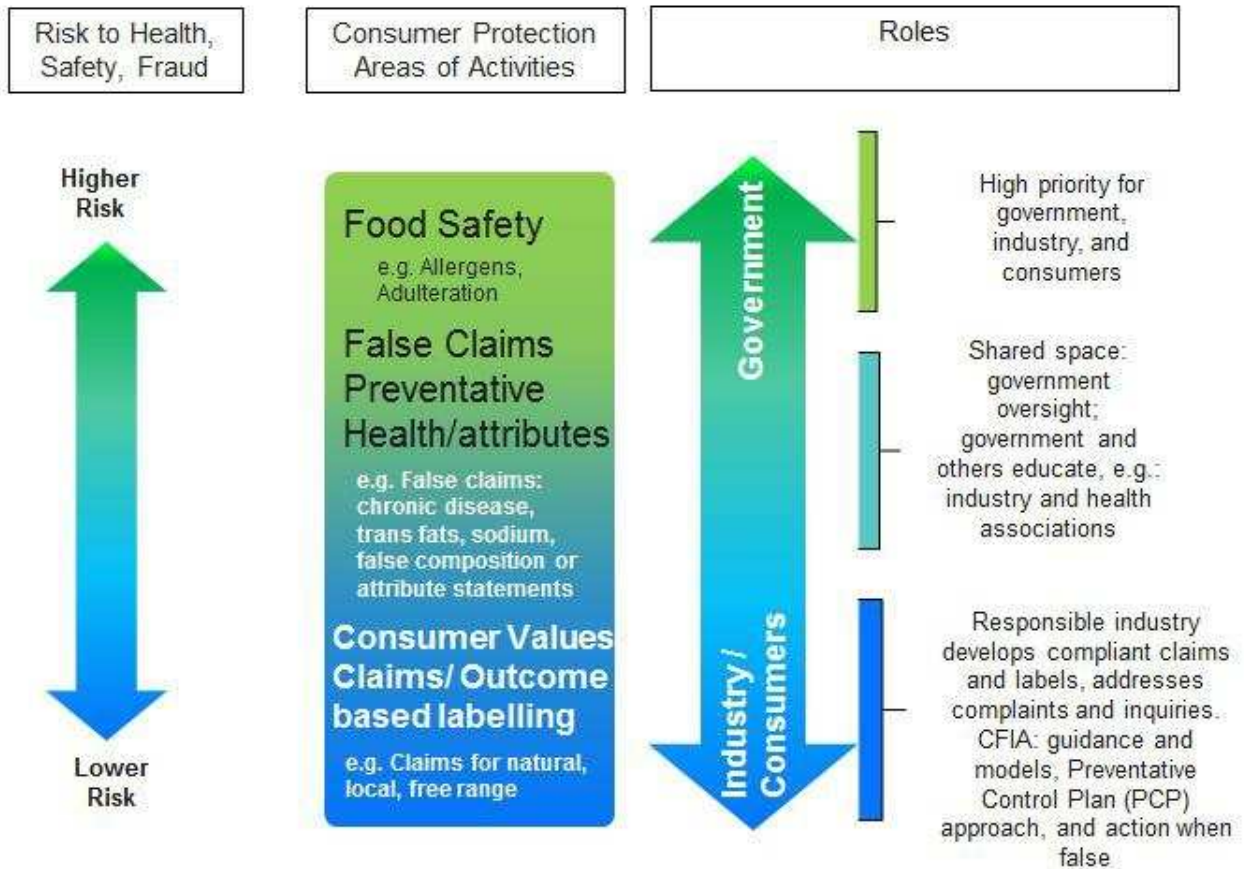 Risk to Health,
Safety, Fraud
Consumer Protection
Areas of Activities
Roles
Higher
Risk
Lower
Risk
Food Safety
e.g. Allergens,
Adulteration
False Claims
Preventative
Health/attributes
e.g. False claims:
chronic disease,
trans fats, sodium,
false composition or
attribute statements
Consumer Values
Claims/ Outcome
based labelling
e.g. Claims for natural,
local, free range
Government
Industry /
Consumers
High priority for
government,
industry, and
consumers
Shared space:
government
oversight;
government and
others educate, e.g.:
industry and health
associations
Responsible industry
develops compliant claims
and labels, addresses
complaints and inquiries.
CFIA: guidance and
models, Preventative
Control Plan (PCP)
approach, and action when
false